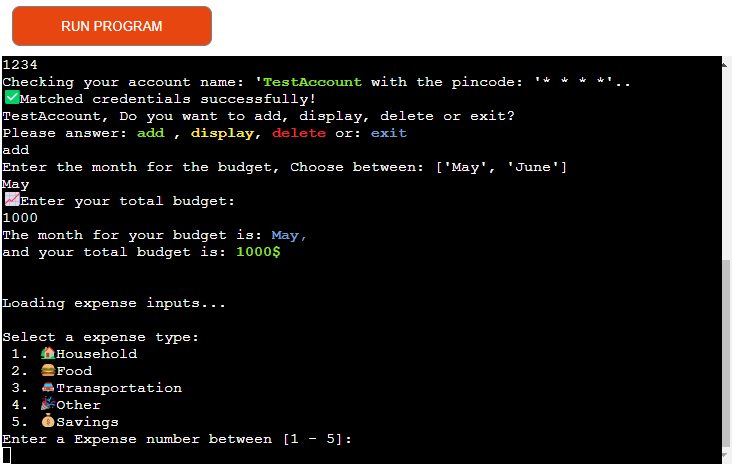 RUN PROGRAM
1234
Checking your account name: 'TestAccount with the pincode: '* * * *'..
✅Matched credentials successfully!
TestAccount, Do you want to add, display, delete or exit?
Please answer: add , display, delete or: exit
add
Enter the month for the budget, Choose between: ['May', 'June']
May
📈Enter your total budget:
1000
The month for your budget is: May,
and your total budget is: 1000$
Loading expense inputs...
Select a expense type:
1. 🏠Household
2. 🍔Food
3. 🚘Transportation
4. 🎉Other
5. 💰Savings
Enter a Expense number between [1 - 5]: